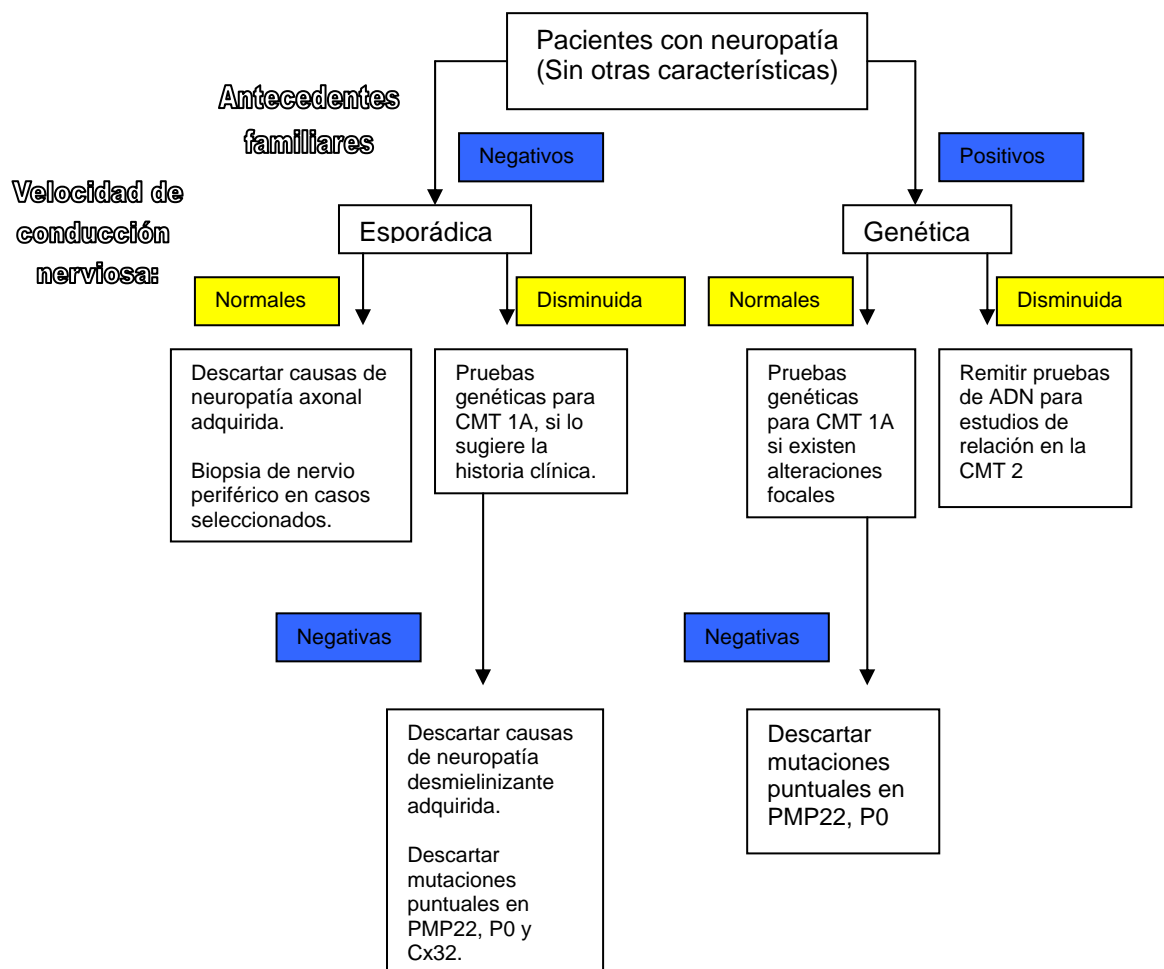 Pacientes con neuropatía
(Sin otras características)
Antecedentes
familiares
Negativos
Positivos
Velocidad de
conducción
nerviosa:
Esporádica
Genética
Normales
Disminuida
Normales
Disminuida
Descartar causas de
neuropatía axonal
adquirida.
Biopsia de nervio
periférico en casos
seleccionados.
Pruebas
genéticas para
CMT 1A, si lo
sugiere la
historia clínica.
Pruebas
genéticas
para CMT 1A
si existen
alteraciones
focales
Remitir pruebas
de ADN para
estudios de
relación en la
CMT 2
Negativas
Negativas
Descartar causas
de neuropatía
desmielinizante
adquirida.
Descartar
mutaciones
puntuales en
PMP22, P0 y
Cx32.
Descartar
mutaciones
puntuales en
PMP22, P0